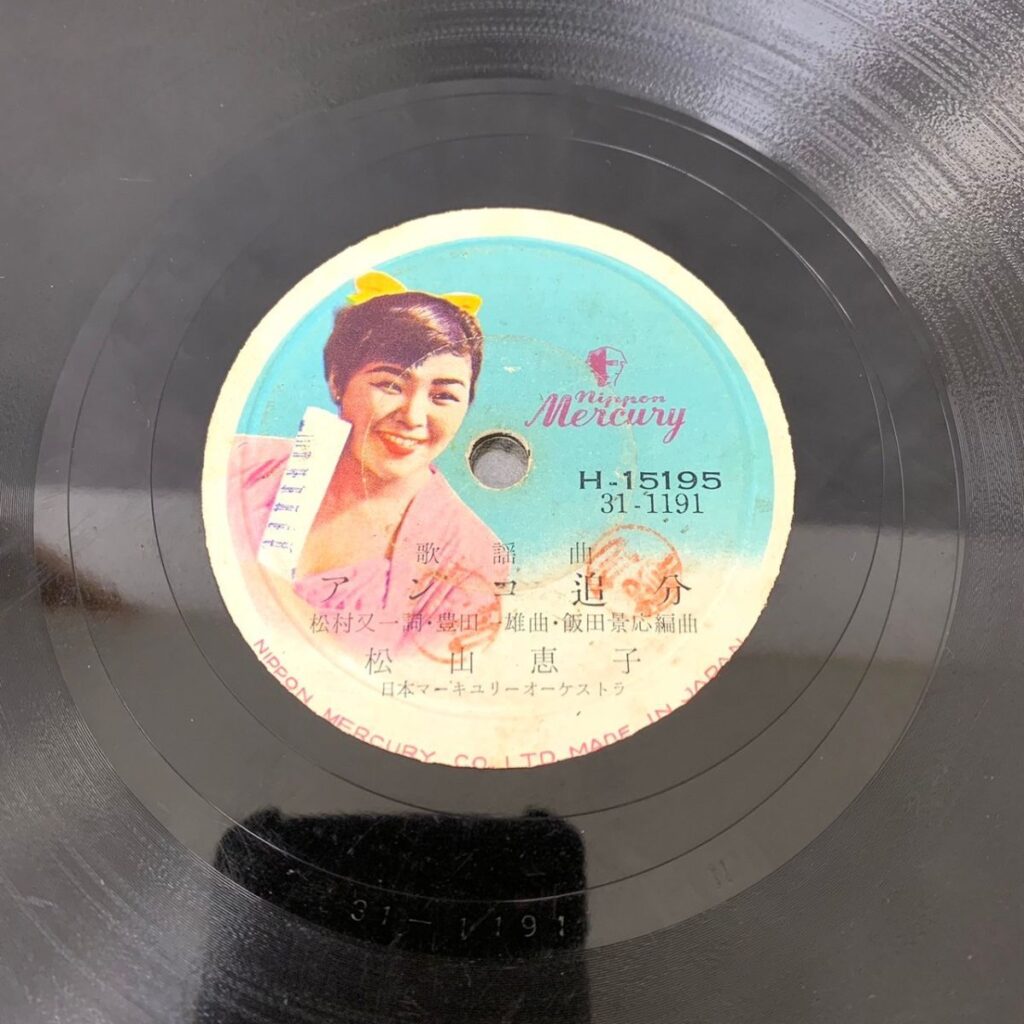 Nippon
Mercury
H-15195
31-1191
歌謡曲
アンコ追分
松村又一詞・豊田一雄曲・飯田景応編曲
松山恵子
日本マーキュリーオーケストラ
NIPPON MERCURY CO. LTD. MADE IN JAPAN
31-1191